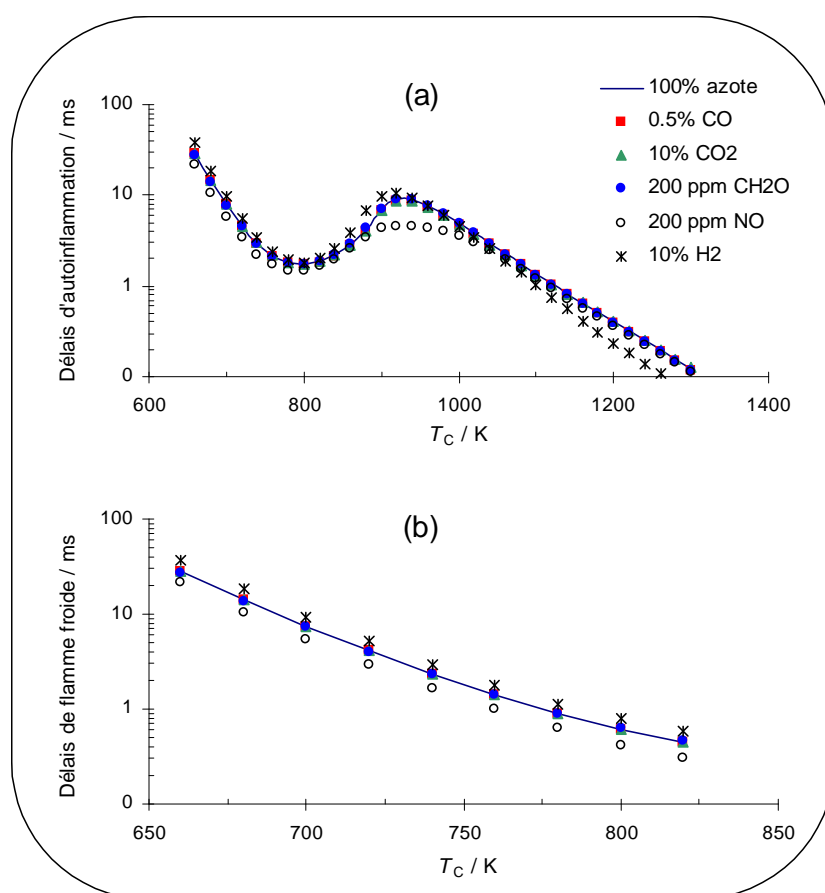 (a)
100% azote
0.5% CO
10% CO2
200 ppm CH2O
200 ppm NO
10% H2
Délais d'autoinflammation / ms
100
10
1
0
600 800 1000 1200 1400
T_C / K
(b)
Délais de flamme froide / ms
100
10
1
0
650 700 750 800 850
T_C / K